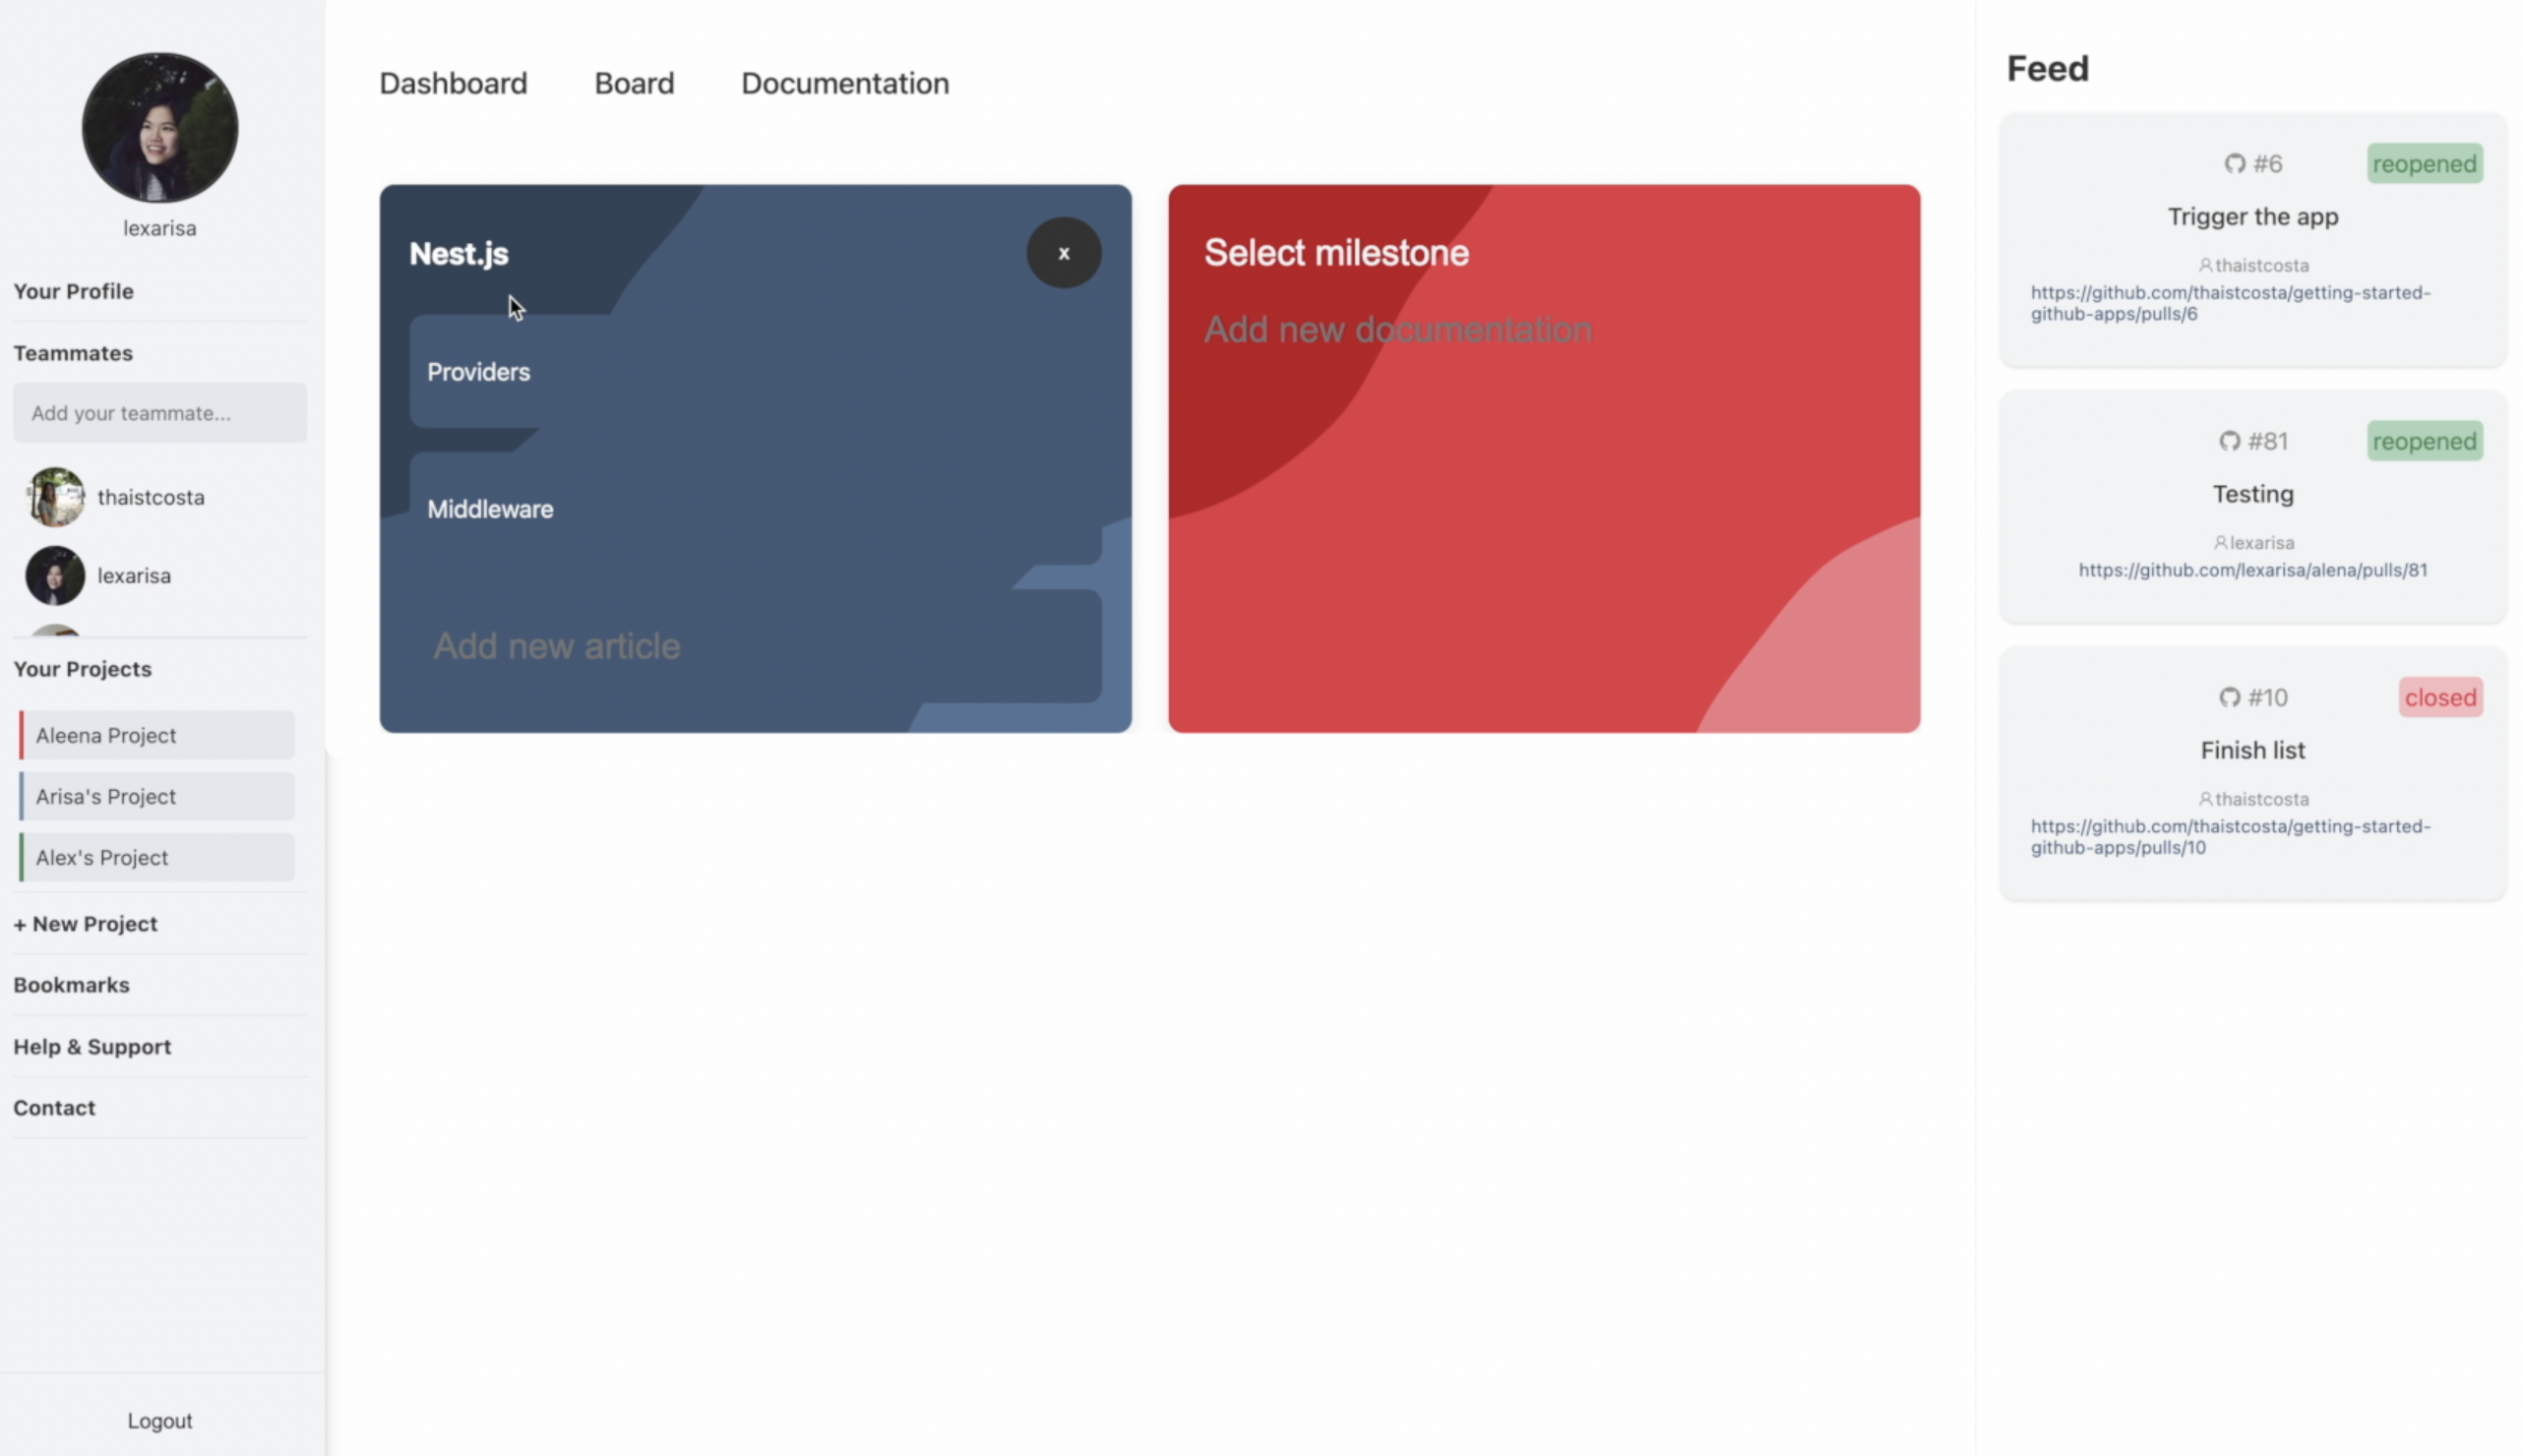 lexarisa
Your Profile
Teammates
Add your teammate...
thaistcosta
lexarisa
Your Projects
Aleena Project
Arisa's Project
Alex's Project
+ New Project
Bookmarks
Help & Support
Contact
Logout
Dashboard Board Documentation
Nest.js
x
Providers
Middleware
Add new article
Select milestone
Add new documentation
Feed
#6 reopened
Trigger the app
thaistcosta
https://github.com/thaistcosta/getting-started-
github-apps/pulls/6
#81 reopened
Testing
lexarisa
https://github.com/lexarisa/alena/pulls/81
#10 closed
Finish list
thaistcosta
https://github.com/thaistcosta/getting-started-
github-apps/pulls/10